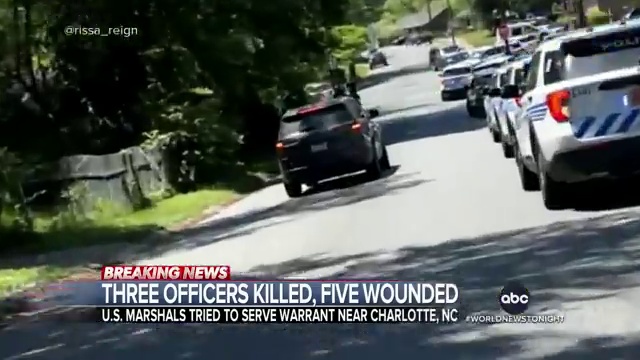 @rissa_reign
POLICE
BREAKING NEWS
THREE OFFICERS KILLED, FIVE WOUNDED
abc
U.S. MARSHALS TRIED TO SERVE WARRANT NEAR CHARLOTTE, NC
#WORLDNEWSTONIGHT